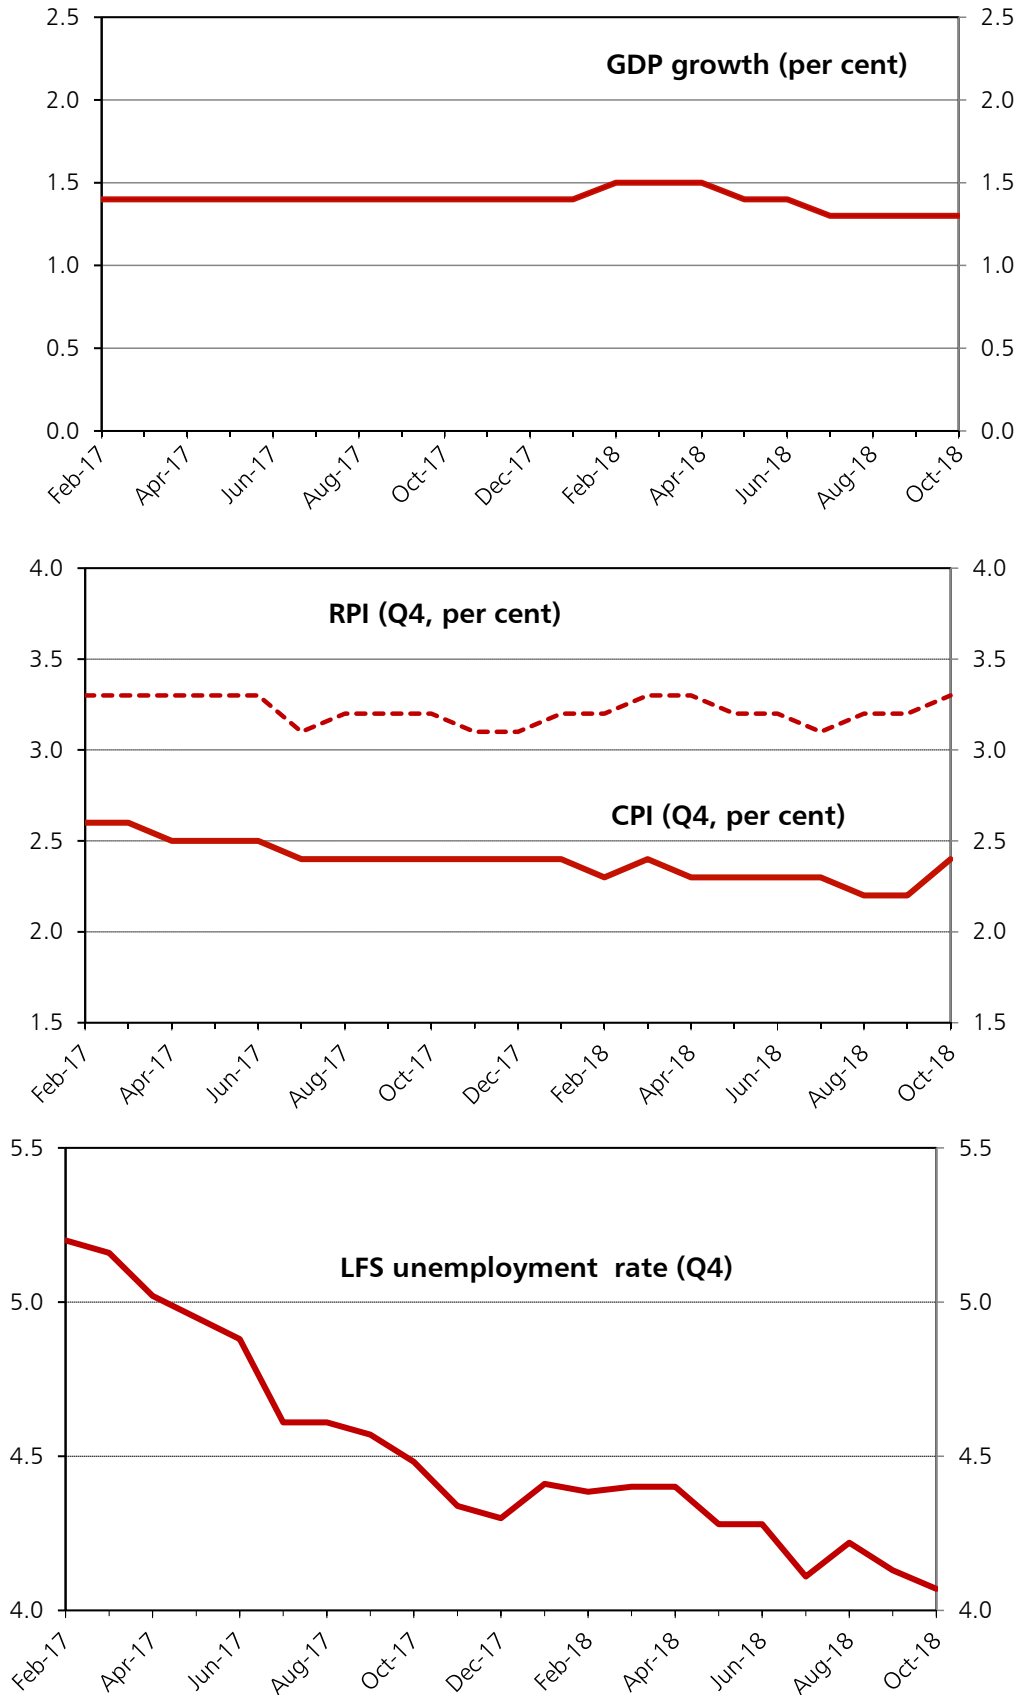 GDP growth (per cent)
2.5 2.5
2.0 2.0
1.5 1.5
1.0 1.0
0.5 0.5
0.0 0.0
Feb-17 Apr-17 Jun-17 Aug-17 Oct-17 Dec-17 Feb-18 Apr-18 Jun-18 Aug-18 Oct-18
RPI (Q4, per cent)
CPI (Q4, per cent)
4.0 4.0
3.5 3.5
3.0 3.0
2.5 2.5
2.0 2.0
1.5 1.5
Feb-17 Apr-17 Jun-17 Aug-17 Oct-17 Dec-17 Feb-18 Apr-18 Jun-18 Aug-18 Oct-18
LFS unemployment  rate (Q4)
5.5 5.5
5.0 5.0
4.5 4.5
4.0 4.0
Feb-17 Apr-17 Jun-17 Aug-17 Oct-17 Dec-17 Feb-18 Apr-18 Jun-18 Aug-18 Oct-18